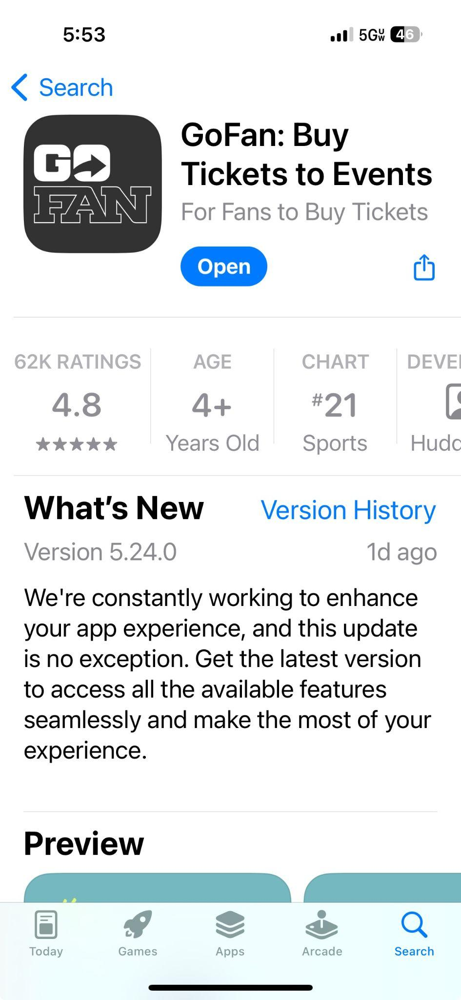 5:53
5G UW 46
Search
GO
FAN
GoFan: Buy
Tickets to Events
For Fans to Buy Tickets
Open
62K RATINGS
4.8
AGE
4+
Years Old
CHART
#21
Sports
What's New
Version History
Version 5.24.0
1d ago
We're constantly working to enhance
your app experience, and this update
is no exception. Get the latest version
to access all the available features
seamlessly and make the most of your
experience.
Preview
Today
Games
Apps
Arcade
Search